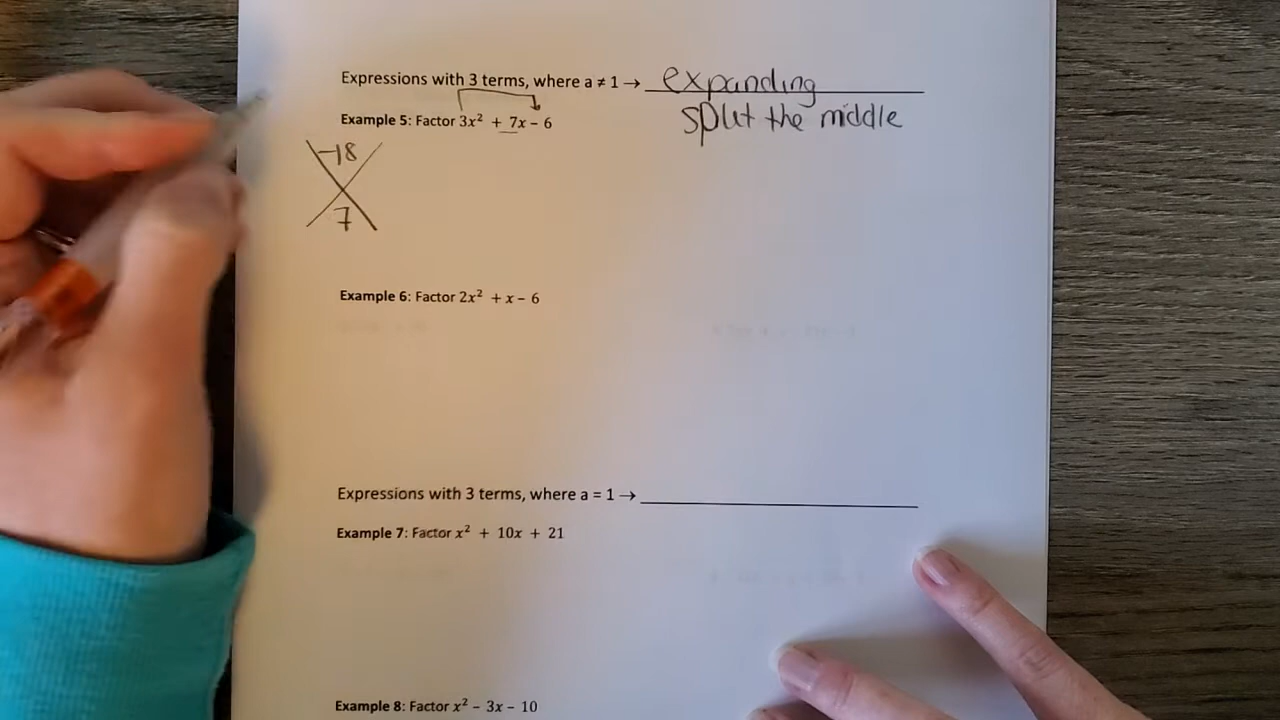 Expressions with 3 terms, where a ≠ 1 → expanding
split the middle
Example 5: Factor 3x² + 7x – 6
-18
7
Example 6: Factor 2x² + x – 6
Expressions with 3 terms, where a = 1 →
Example 7: Factor x² + 10x + 21
Example 8: Factor x² – 3x – 10